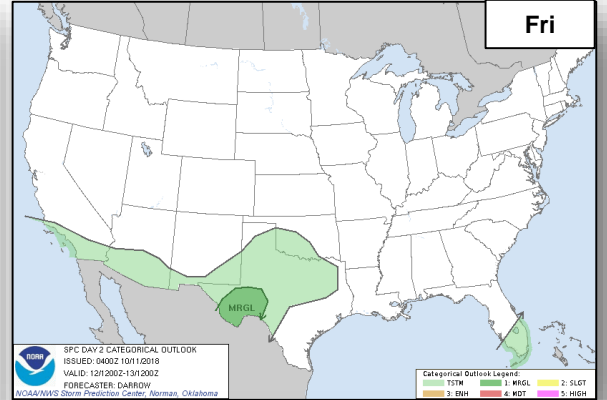 Fri
MRGL
NOAA
SPC DAY 2 CATEGORICAL OUTLOOK
ISSUED: 0400Z 10/11/2018
VALID: 12/1200Z-13/1200Z
FORECASTER: DARROW
NOAA/NWS Storm Prediction Center, Norman, Oklahoma
Categorical Outlook Legend:
TSTM 1: MRGL 2: SLGT
3: ENH 4: MDT 5: HIGH